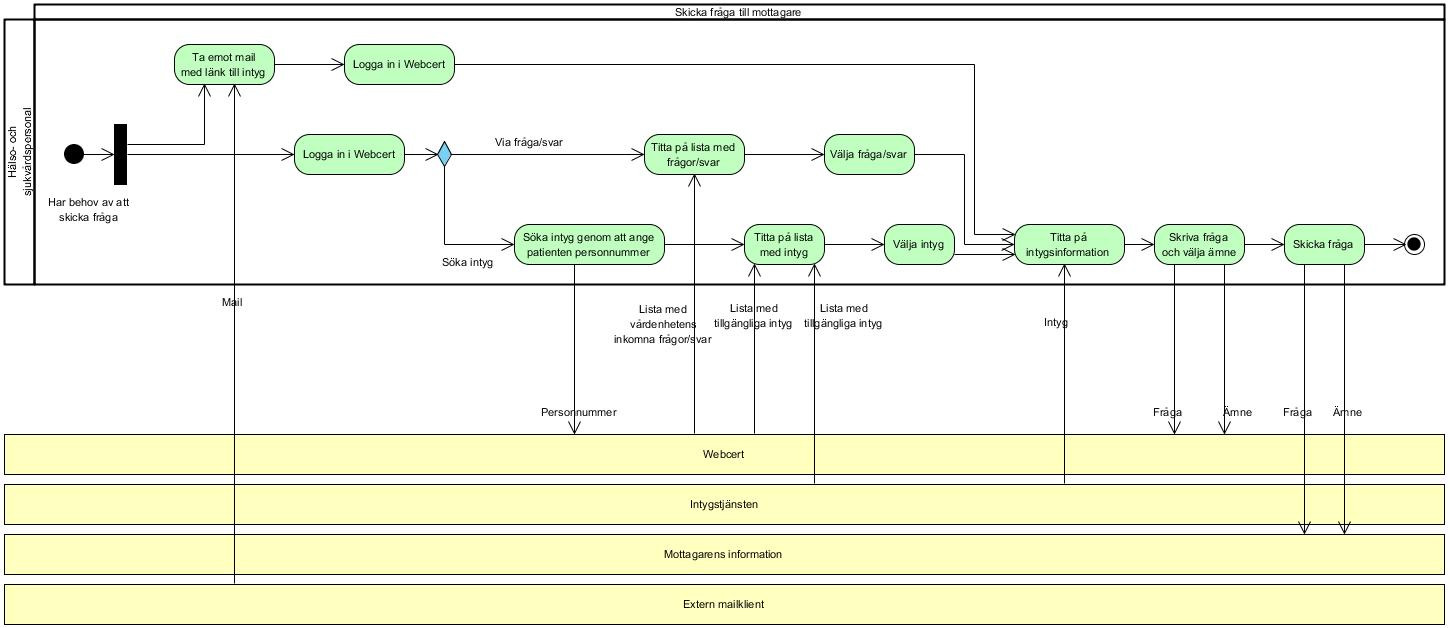 Skicka fråga till mottagare
Hälso- och
sjukvårdspersonal
Ta emot mail
med länk till intyg
Logga in i Webcert
Logga in i Webcert
Via fråga/svar
Titta på lista med
frågor/svar
Välja fråga/svar
Har behov av att
skicka fråga
Söka intyg
Söka intyg genom att ange
patienten personnummer
Titta på lista
med intyg
Välja intyg
Titta på
intygsinformation
Skriva fråga
och välja ämne
Skicka fråga
Mail
Lista med
vårdenhetens
inkomna frågor/svar
Lista med
tillgängliga intyg
Lista med
tillgängliga intyg
Intyg
Personnummer
Fråga
Ämne
Fråga
Ämne
Webcert
Intygstjänsten
Mottagarens information
Extern mailklient